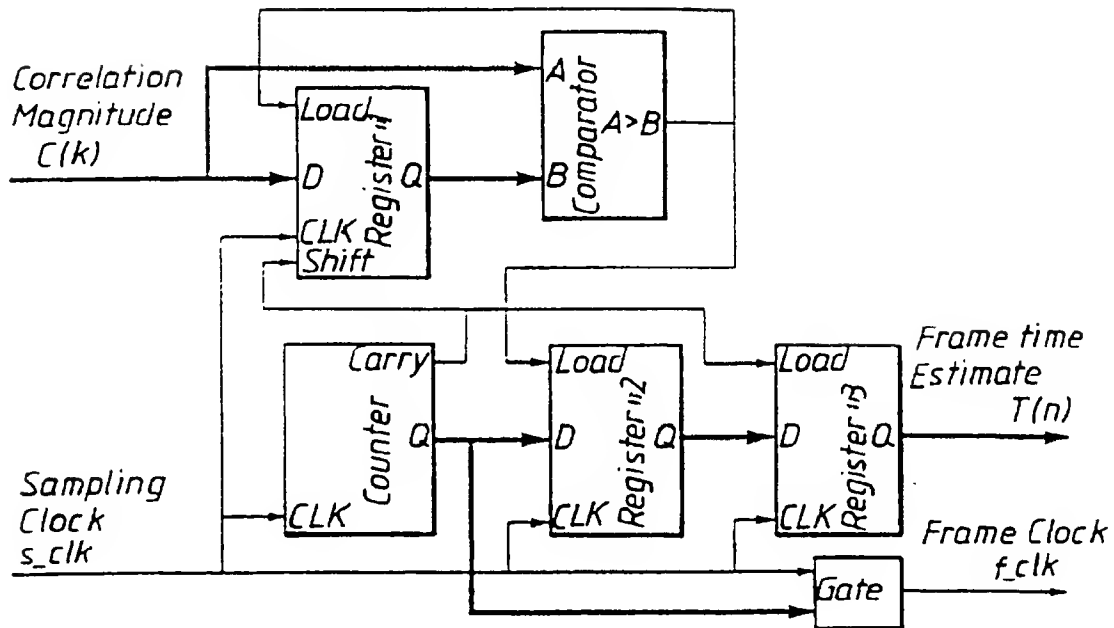 Correlation
Magnitude
C(k)
Load
D
Q
CLK
Shift
Register"1
A
B
A>B
Comparator
Carry
Q
CLK
Counter
Load
D
Q
CLK
Register"2
Load
D
Q
CLK
Register"3
Frame time
Estimate
T(n)
Sampling
Clock
s_clk
Gate
Frame Clock
f_clk